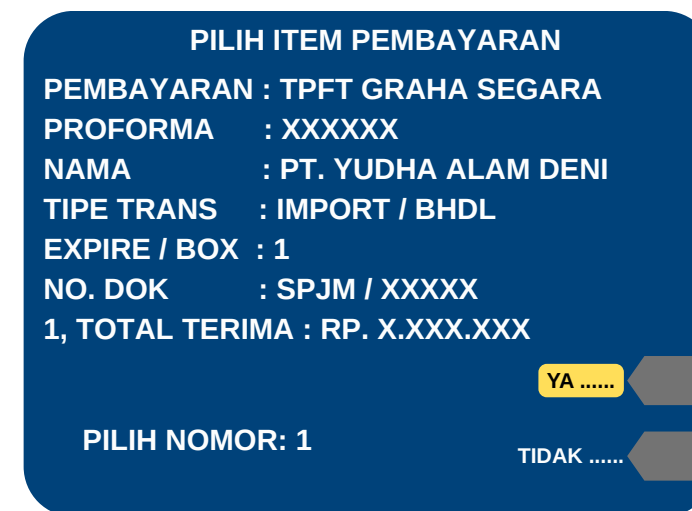 PILIH ITEM PEMBAYARAN
PEMBAYARAN : TPFT GRAHA SEGARA
PROFORMA : XXXXXX
NAMA : PT. YUDHA ALAM DENI
TIPE TRANS : IMPORT / BHDL
EXPIRE / BOX : 1
NO. DOK : SPJM / XXXXX
1, TOTAL TERIMA : RP. X.XXX.XXX
YA ......
PILIH NOMOR: 1
TIDAK ......